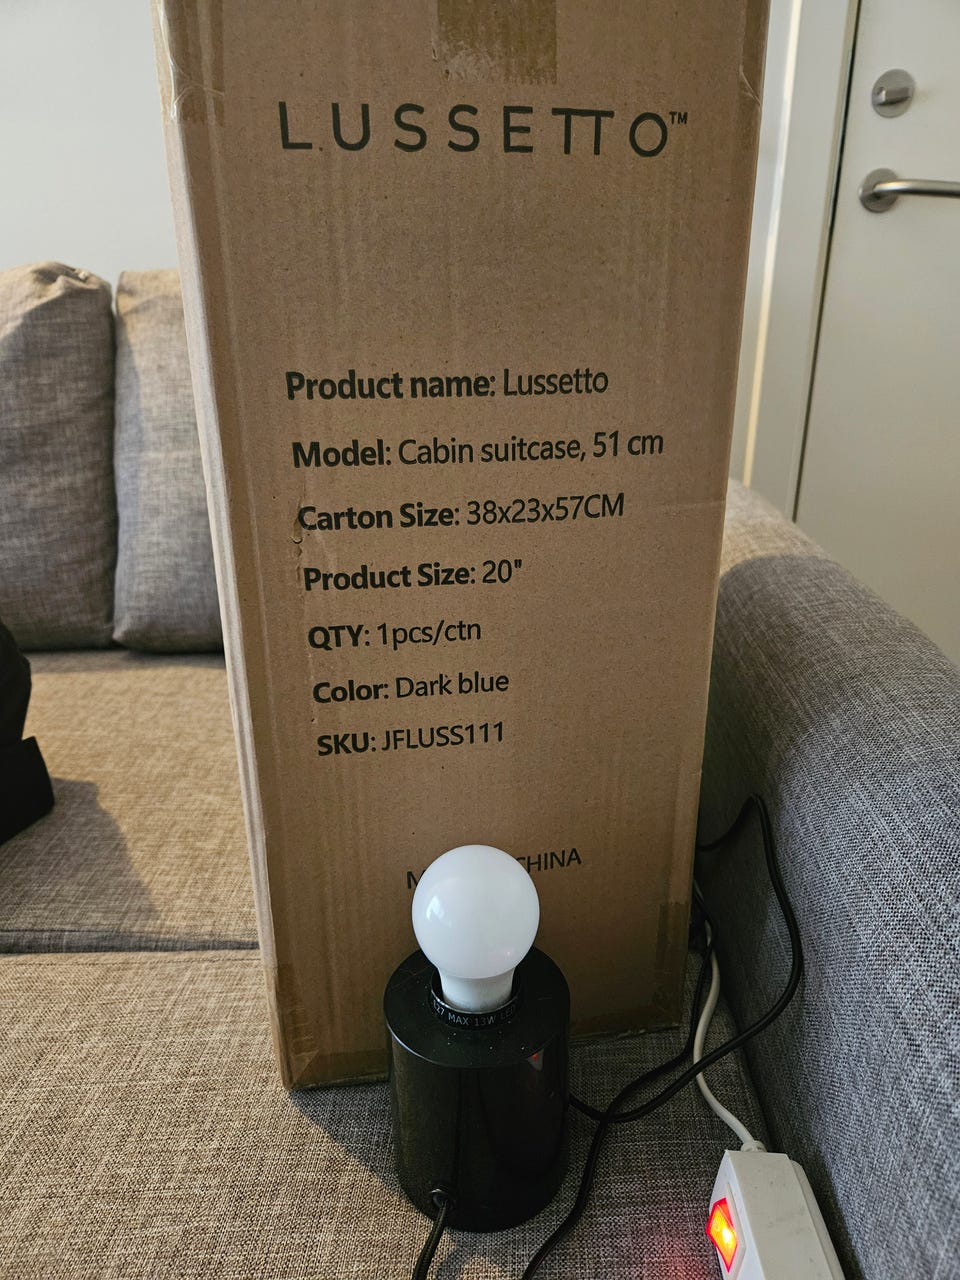 LUSSETTO™
Product name: Lussetto
Model: Cabin suitcase, 51 cm
Carton Size: 38x23x57CM
Product Size: 20"
QTY: 1pcs/ctn
Color: Dark blue
SKU: JFLUSS111
MAX 13W